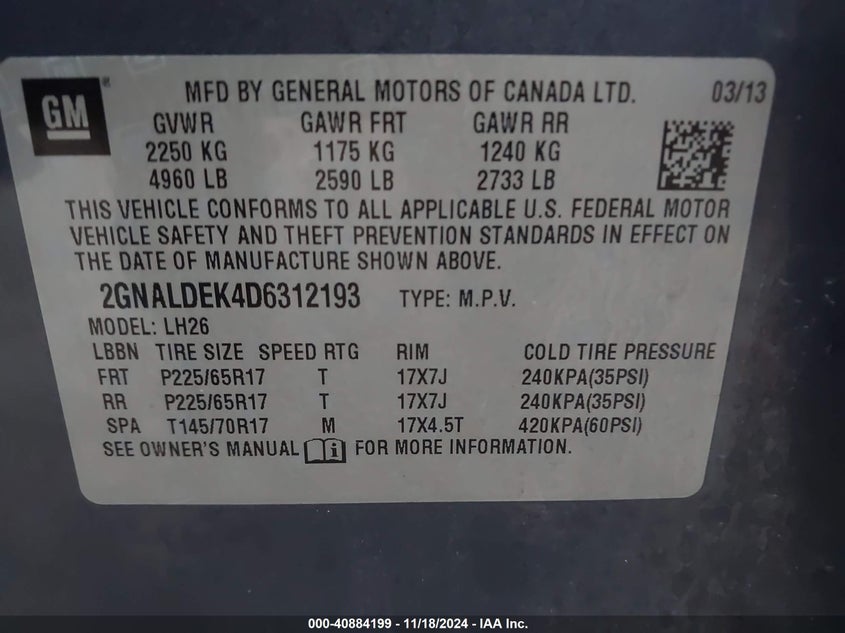 GM
MFD BY GENERAL MOTORS OF CANADA LTD. 03/13
GVWR GAWR FRT GAWR RR
2250 KG 1175 KG 1240 KG
4960 LB 2590 LB 2733 LB
THIS VEHICLE CONFORMS TO ALL APPLICABLE U.S. FEDERAL MOTOR
VEHICLE SAFETY AND THEFT PREVENTION STANDARDS IN EFFECT ON
THE DATE OF MANUFACTURE SHOWN ABOVE.
2GNALDEK4D6312193 TYPE: M.P.V.
MODEL: LH26
LBBN TIRE SIZE SPEED RTG RIM COLD TIRE PRESSURE
FRT P225/65R17 T 17X7J 240KPA(35PSI)
RR P225/65R17 T 17X7J 240KPA(35PSI)
SPA T145/70R17 M 17X4.5T 420KPA(60PSI)
SEE OWNER'S MANUAL FOR MORE INFORMATION.
000-40884199 - 11/18/2024 - IAA Inc.